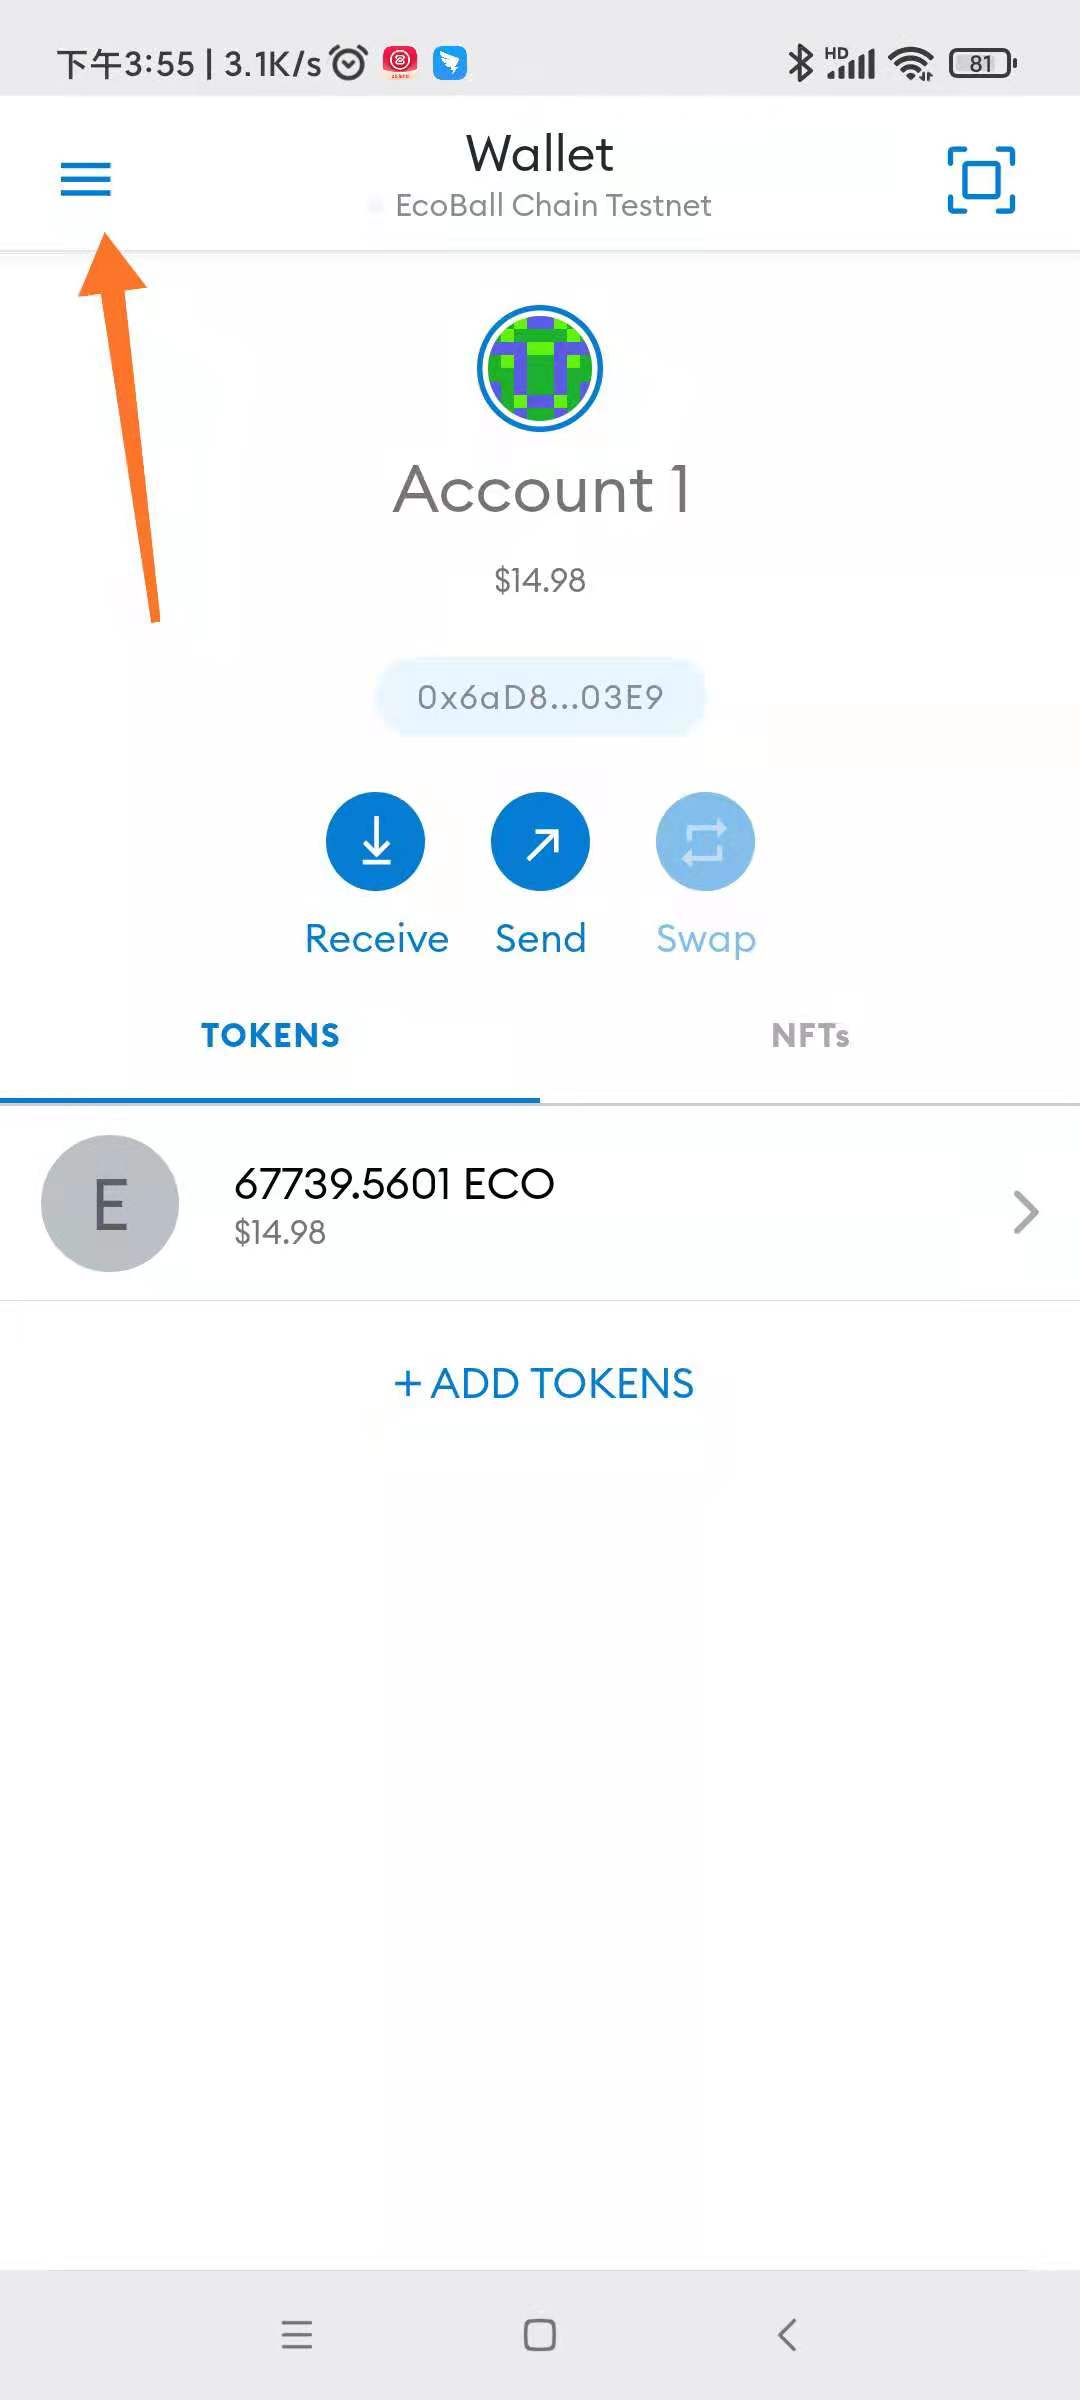 下午3:55 | 3.1K/s HD 81
Wallet
EcoBall Chain Testnet
Account 1
$14.98
0x6aD8...03E9
Receive Send Swap
TOKENS NFTs
E 67739.5601 ECO
$14.98
+ ADD TOKENS